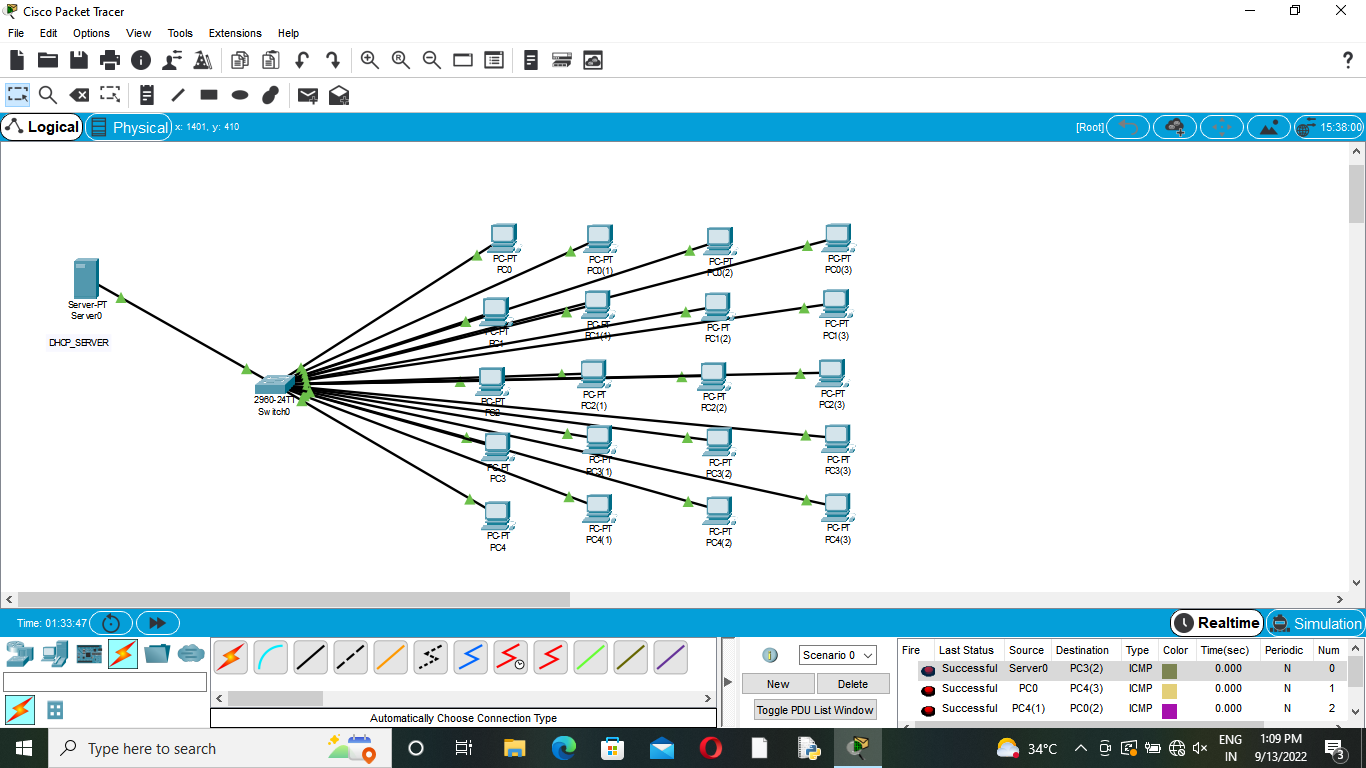 Cisco Packet Tracer
File Edit Options View Tools Extensions Help
?
Logical
Physical
x: 1401, y: 410
[Root]
15:38:00
Server-PT
Server0
DHCP_SERVER
2960-24TT
Switch0
PC-PT
PC0
PC-PT
PC0(1)
PC-PT
PC0(2)
PC-PT
PC0(3)
PC-PT
PC1
PC-PT
PC1(1)
PC-PT
PC1(2)
PC-PT
PC1(3)
PC-PT
PC2
PC-PT
PC2(1)
PC-PT
PC2(2)
PC-PT
PC2(3)
PC-PT
PC3
PC-PT
PC3(1)
PC-PT
PC3(2)
PC-PT
PC3(3)
PC-PT
PC4
PC-PT
PC4(1)
PC-PT
PC4(2)
PC-PT
PC4(3)
Time: 01:33:47
Realtime
Simulation
Automatically Choose Connection Type
Scenario 0
New
Delete
Toggle PDU List Window
Fire Last Status Source Destination Type Color Time(sec) Periodic Num
Successful Server0 PC3(2) ICMP 0.000 N 0
Successful PC0 PC4(3) ICMP 0.000 N 1
Successful PC4(1) PC0(2) ICMP 0.000 N 2
Type here to search
34°C
ENG
IN
1:09 PM
9/13/2022
3